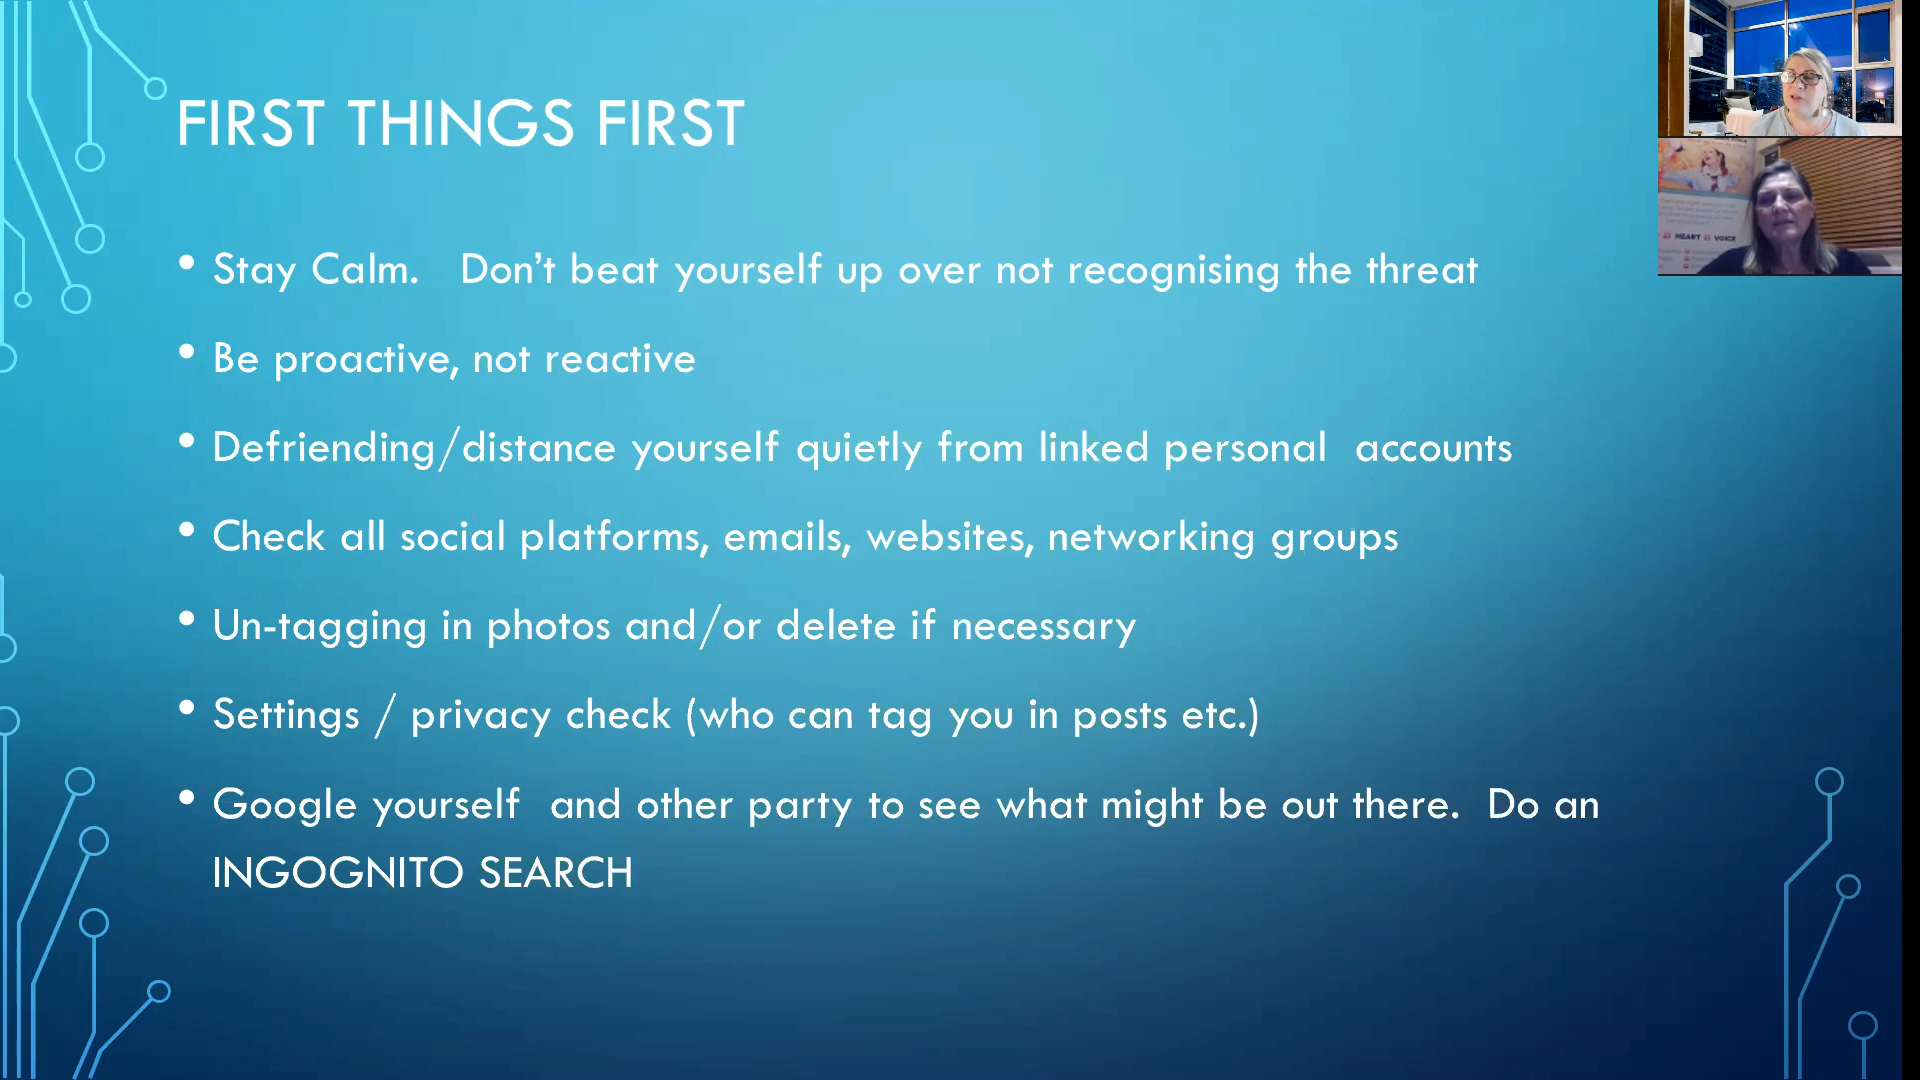 FIRST THINGS FIRST
• Stay Calm.   Don’t beat yourself up over not recognising the threat
• Be proactive, not reactive
• Defriending/distance yourself quietly from linked personal  accounts
• Check all social platforms, emails, websites, networking groups
• Un-tagging in photos and/or delete if necessary
• Settings / privacy check (who can tag you in posts etc.)
• Google yourself  and other party to see what might be out there.  Do an
INGOGNITO SEARCH
HEART
VOICE